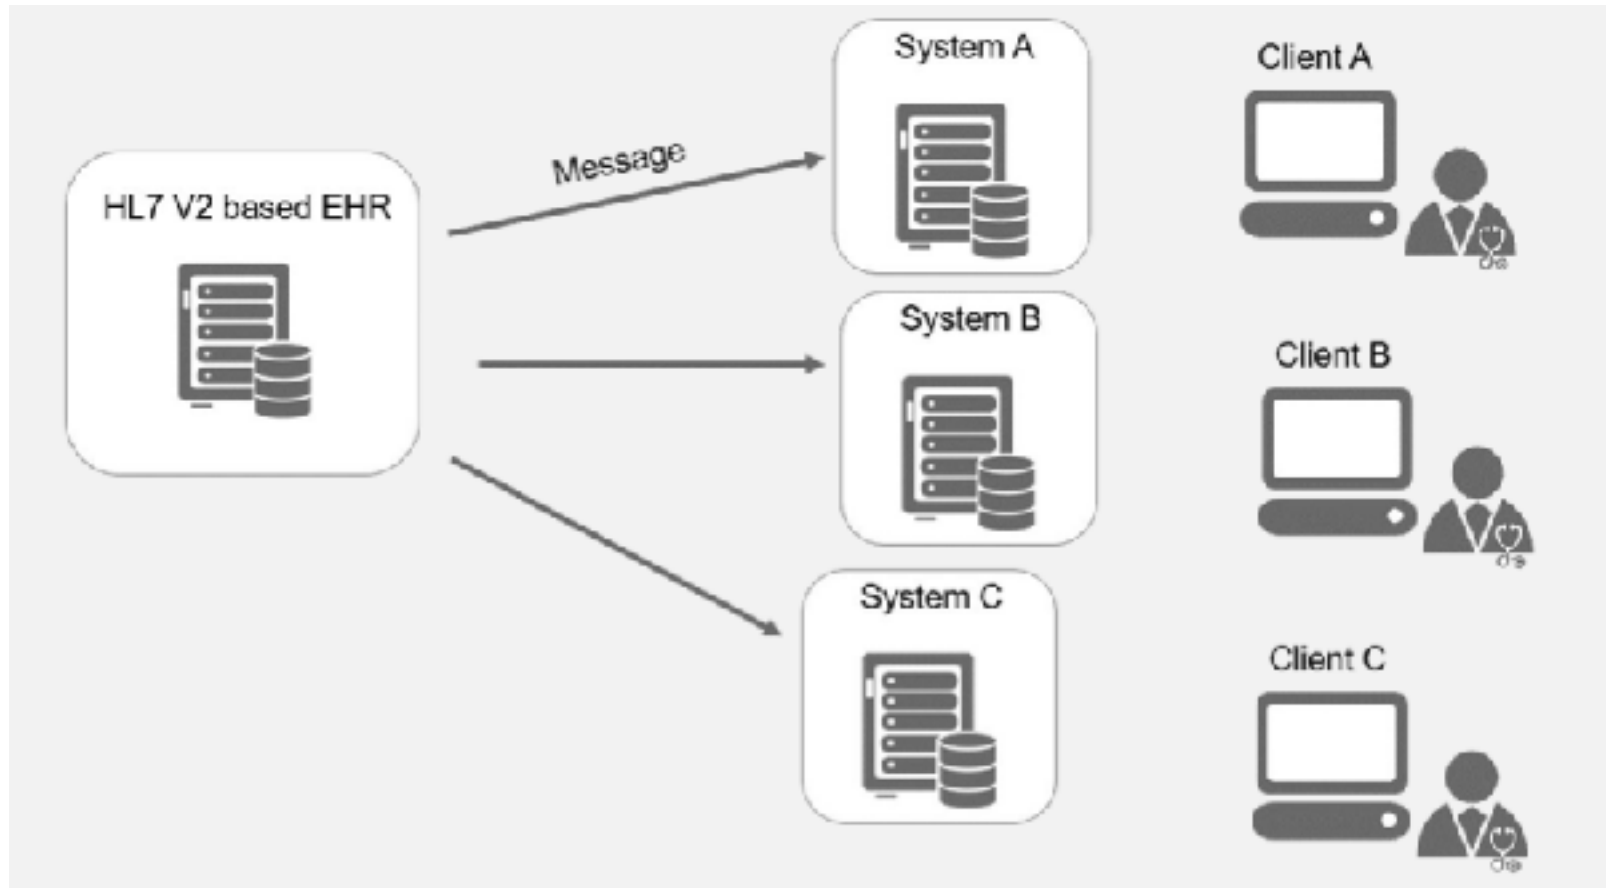 HL7 V2 based EHR
Message
System A
System B
System C
Client A
Client B
Client C